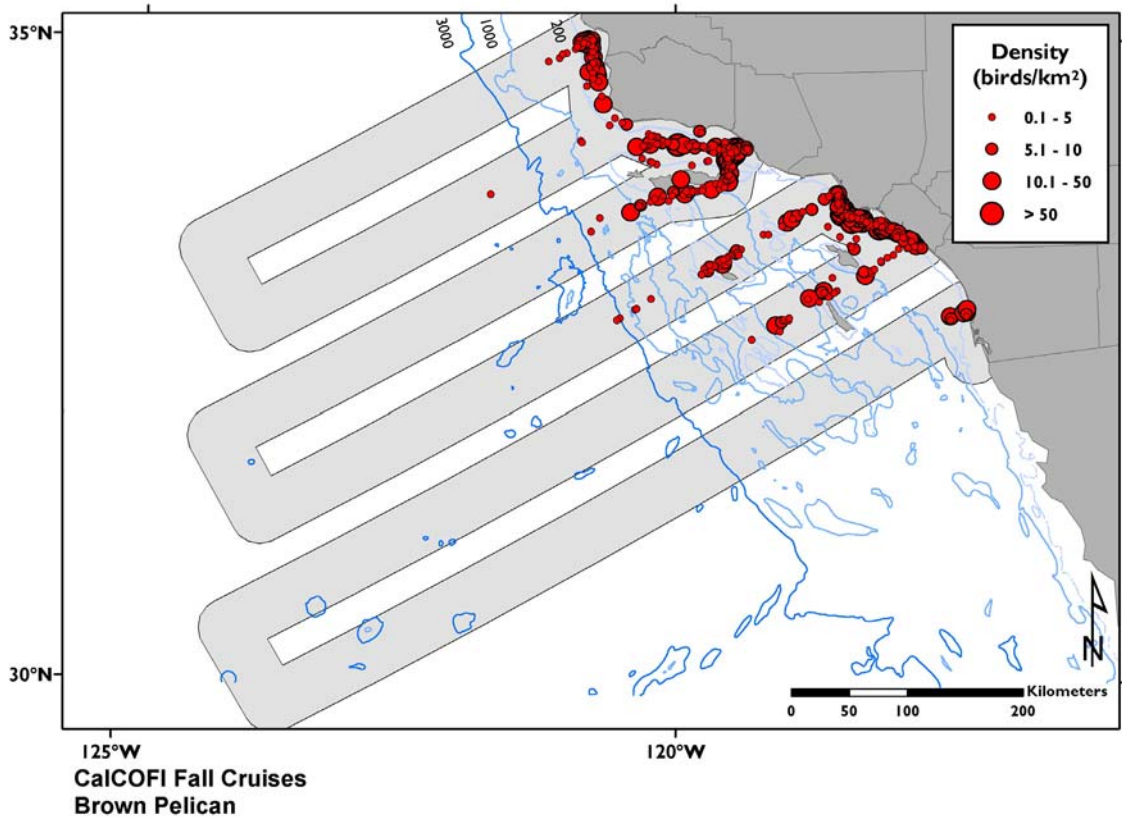 35°N
3000
1000
200
Density
(birds/km²)
0.1 - 5
5.1 - 10
10.1 - 50
> 50
N
30°N
Kilometers
0 50 100 200
125°W 120°W
CalCOFI Fall Cruises
Brown Pelican